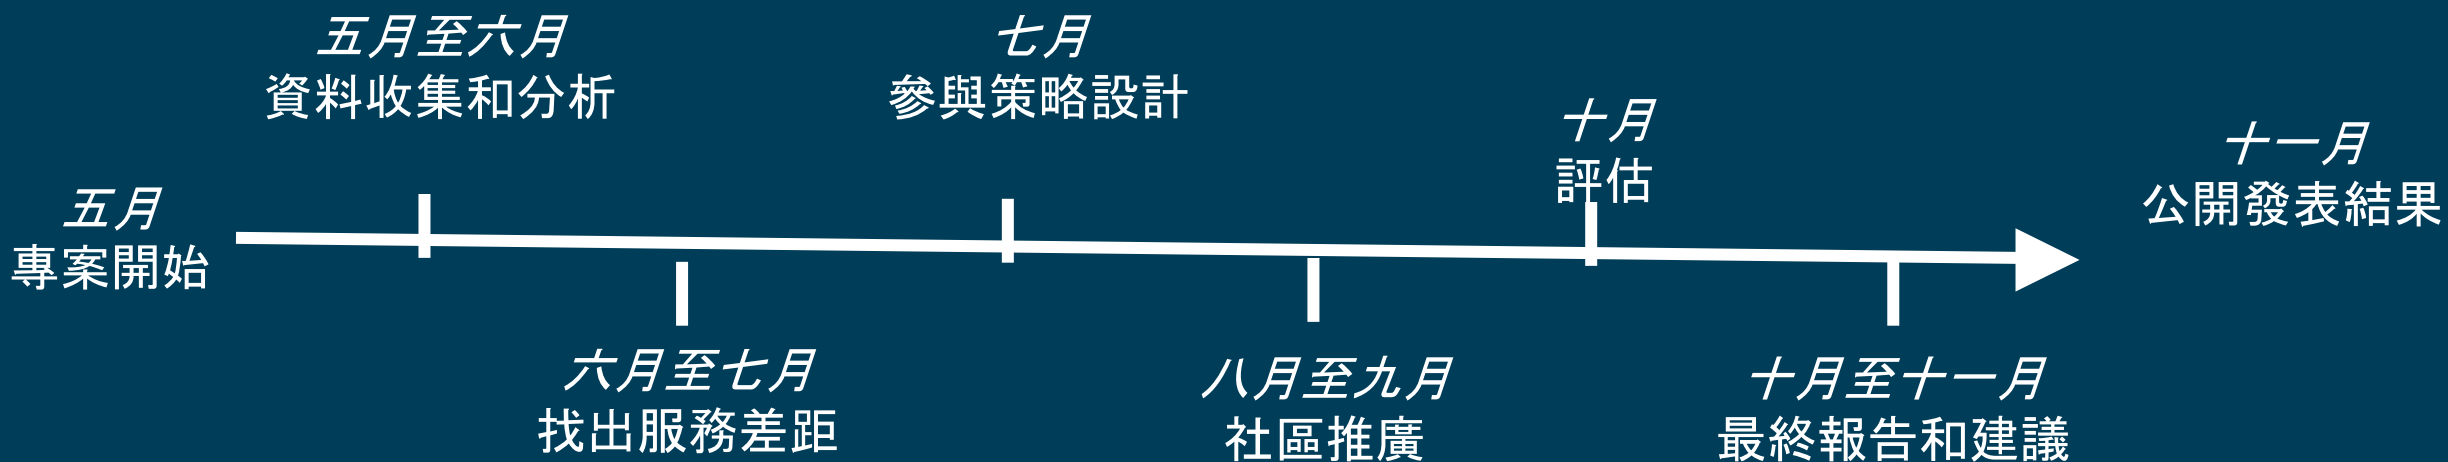 五月
專案開始
五月至六月
資料收集和分析
六月至七月
找出服務差距
七月
參與策略設計
八月至九月
社區推廣
十月
評估
十月至十一月
最終報告和建議
十一月
公開發表結果